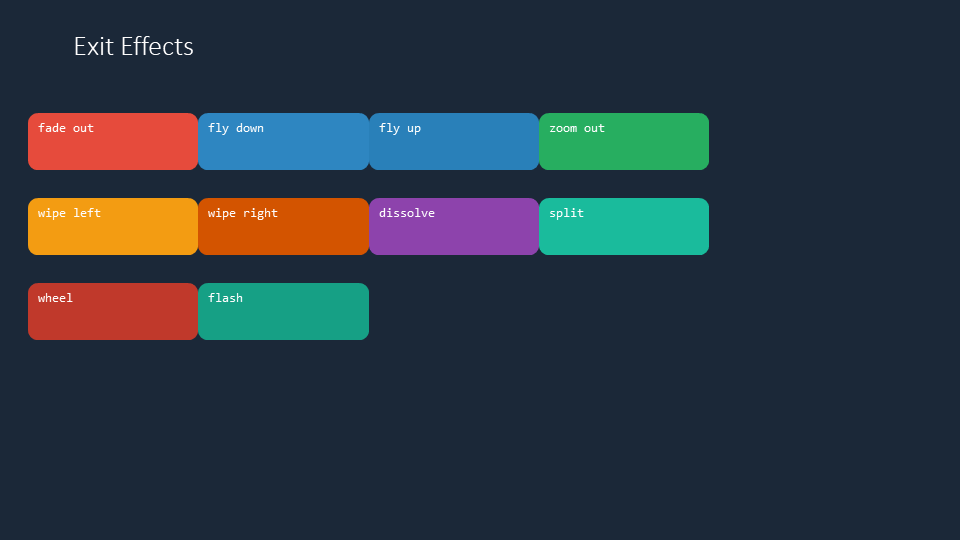 Exit Effects
fade out
fly down
fly up
zoom out
wipe left
wipe right
dissolve
split
wheel
flash